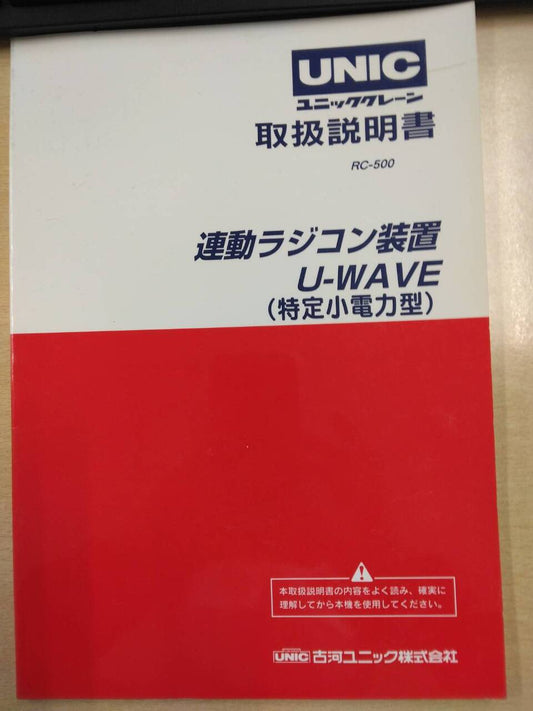 UNIC
ユニッククレーン
取扱説明書
RC-500
連動ラジコン装置
U-WAVE
(特定小電力型)
本取扱説明書の内容をよく読み、確実に
理解してから本機を使用してください。
UNIC 古河ユニック株式会社